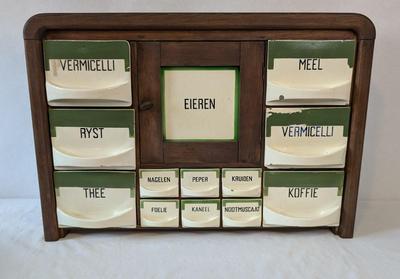 VERMICELLI
EIEREN
MEEL
RYST
VERMICELLI
THEE
NAGELEN
PEPER
KRUIDEN
KOFFIE
FOELIE
KANEEL
NOOTMUSCAAT